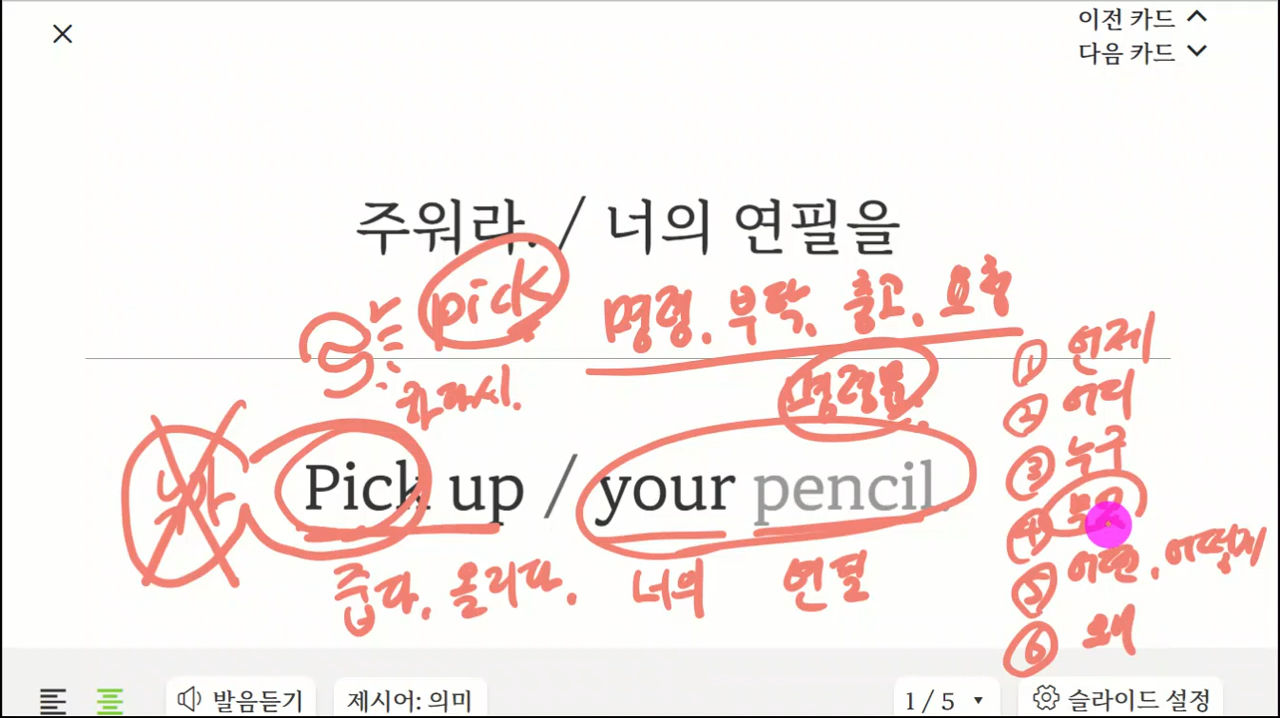 이전 카드
다음 카드
주워라. / 너의 연필을
pick
명령, 부탁, 충고, 요청
① 언제
명령문.
② 어디
③ 누구
Pick up / your pencil.
④ 무엇
⑤ 어떤, 어떻게
줍다, 올리다.
너의 연필
⑥ 왜
발음듣기
제시어: 의미
1 / 5
슬라이드 설정